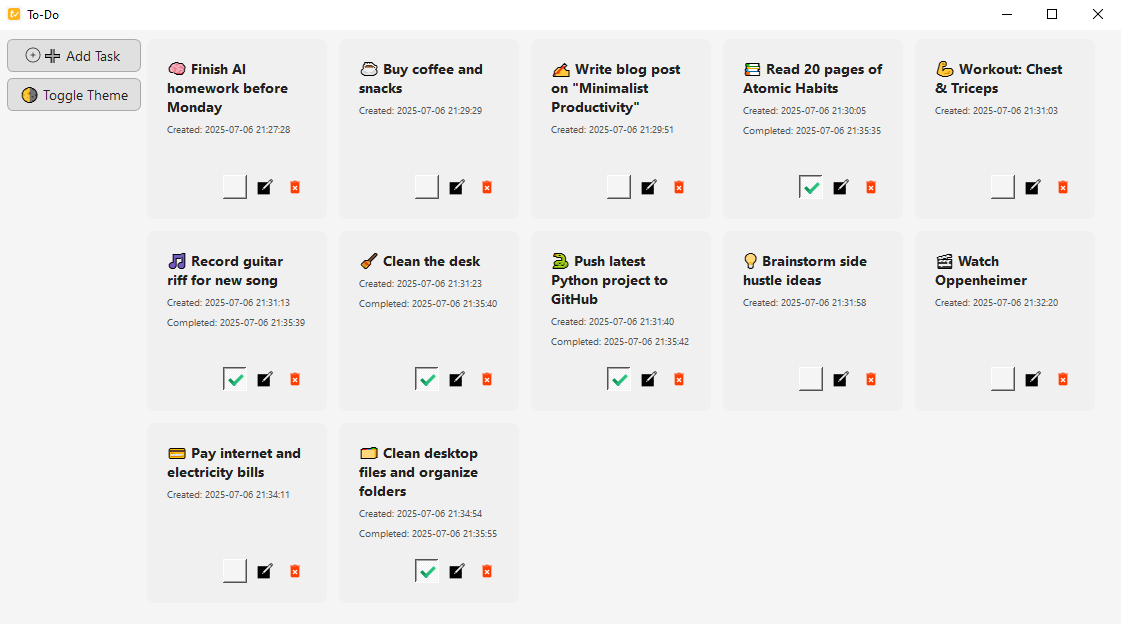 To-Do
Add Task
Toggle Theme
Finish AI
homework before
Monday
Created: 2025-07-06 21:27:28
Buy coffee and
snacks
Created: 2025-07-06 21:29:29
Write blog post
on "Minimalist
Productivity"
Created: 2025-07-06 21:29:51
Read 20 pages of
Atomic Habits
Created: 2025-07-06 21:30:05
Completed: 2025-07-06 21:35:35
Workout: Chest
& Triceps
Created: 2025-07-06 21:31:03
Record guitar
riff for new song
Created: 2025-07-06 21:31:13
Completed: 2025-07-06 21:35:39
Clean the desk
Created: 2025-07-06 21:31:23
Completed: 2025-07-06 21:35:40
Push latest
Python project to
GitHub
Created: 2025-07-06 21:31:40
Completed: 2025-07-06 21:35:42
Brainstorm side
hustle ideas
Created: 2025-07-06 21:31:58
Watch
Oppenheimer
Created: 2025-07-06 21:32:20
Pay internet and
electricity bills
Created: 2025-07-06 21:34:11
Clean desktop
files and organize
folders
Created: 2025-07-06 21:34:54
Completed: 2025-07-06 21:35:55